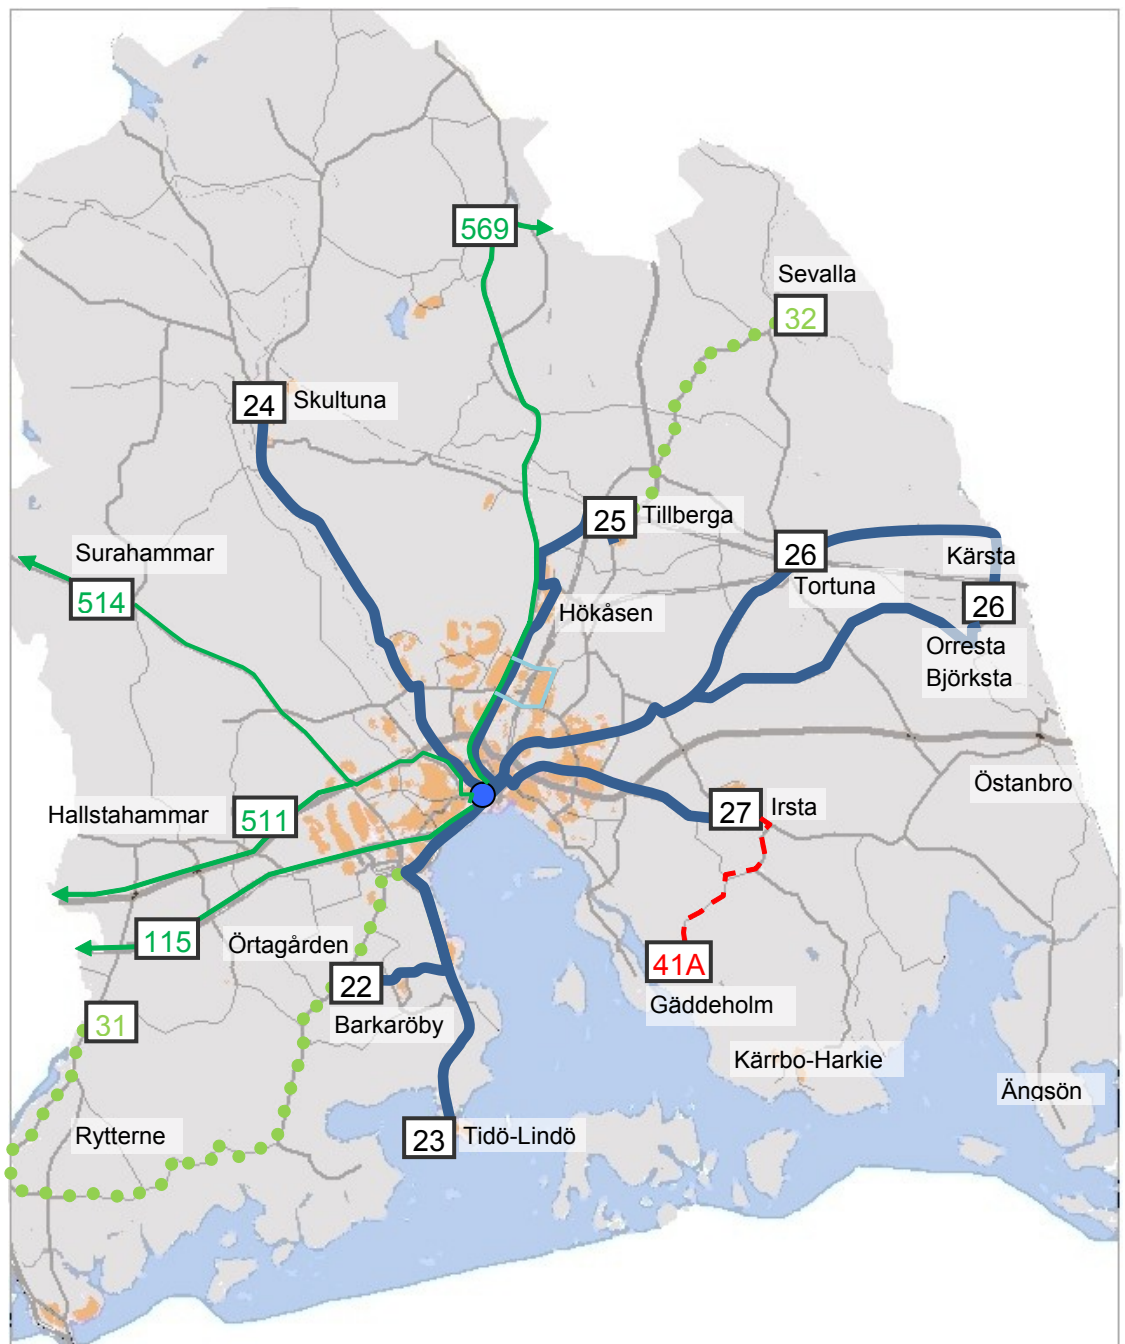 569
Sevalla
32
24
Skultuna
25
Tillberga
26
Tortuna
Kärsta
26
Orresta
Björksta
Surahammar
514
Hökåsen
Östanbro
Hallstahammar
511
27
Irsta
115
Örtagården
22
Barkaröby
41A
Gäddeholm
31
Kärrbo-Harkie
Ängsön
Rytterne
23
Tidö-Lindö